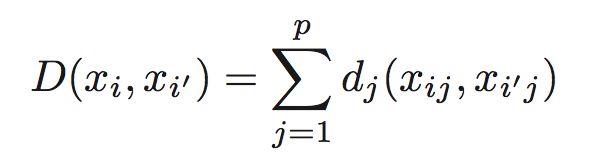 D(x_i, x_{i'}) = \sum_{j=1}^{p} d_j(x_{ij}, x_{i'j})